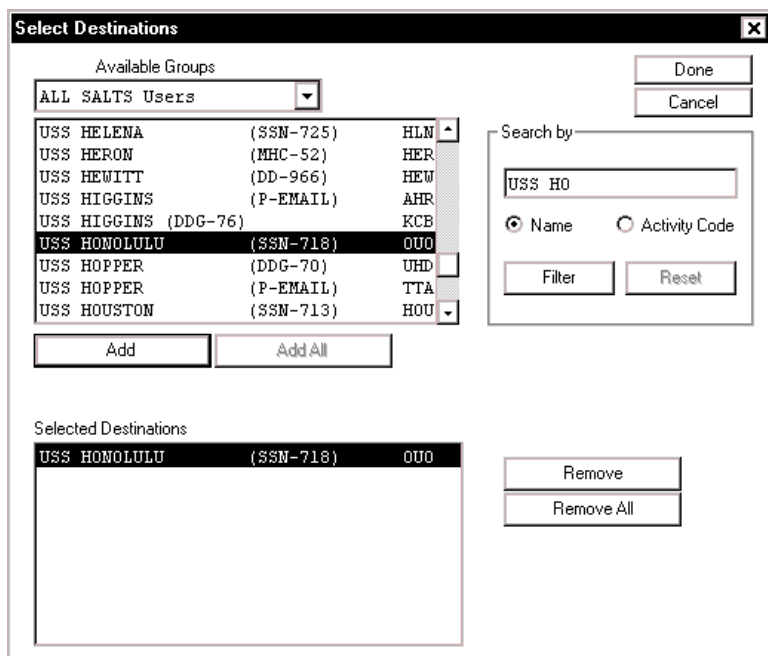 Select Destinations
Available Groups
ALL SALTS Users
Done
Cancel
USS HELENA (SSN-725) HLN
USS HERON (MHC-52) HER
USS HEWITT (DD-966) HEW
USS HIGGINS (P-EMAIL) AHR
USS HIGGINS (DDG-76) KCB
USS HONOLULU (SSN-718) OUO
USS HOPPER (DDG-70) UHD
USS HOPPER (P-EMAIL) TTA
USS HOUSTON (SSN-713) HOU
Search by
USS HO
Name Activity Code
Filter Reset
Add Add All
Selected Destinations
USS HONOLULU (SSN-718) OUO
Remove
Remove All